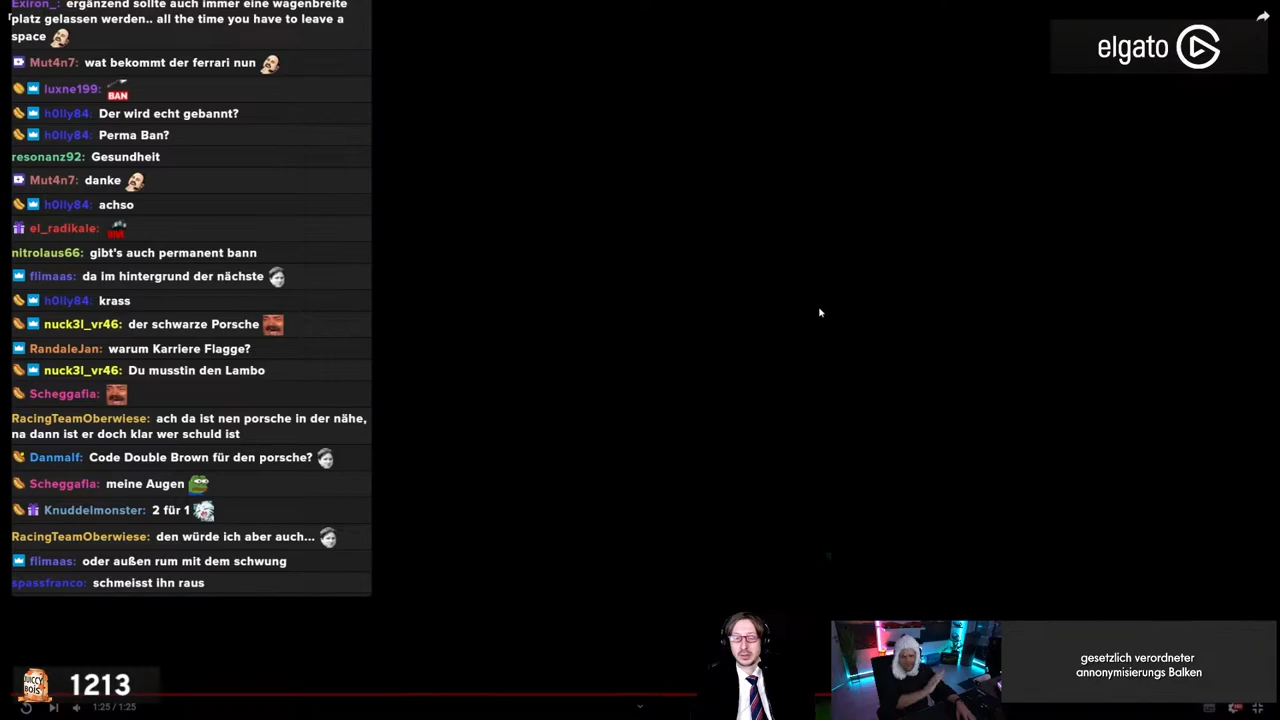 Exiron_: ergänzend sollte auch immer eine wagenbreite
platz gelassen werden.. all the time you have to leave a
space
Mut4n7: wat bekommt der ferrari nun
luxne199: BAN
h0lly84: Der wird echt gebannt?
h0lly84: Perma Ban?
resonanz92: Gesundheit
Mut4n7: danke
h0lly84: achso
el_radikale:
nitrolaus66: gibt's auch permanent bann
flimaas: da im hintergrund der nächste
h0lly84: krass
nuck3l_vr46: der schwarze Porsche
RandaleJan: warum Karriere Flagge?
nuck3l_vr46: Du musstin den Lambo
Scheggafia:
RacingTeamOberwiese: ach da ist nen porsche in der nähe,
na dann ist er doch klar wer schuld ist
Danmalf: Code Double Brown für den porsche?
Scheggafia: meine Augen
Knuddelmonster: 2 für 1
RacingTeamOberwiese: den würde ich aber auch...
flimaas: oder außen rum mit dem schwung
spassfranco: schmeisst ihn raus
elgato
JUICCY
BOIS
1213
1:25 / 1:25
gesetzlich verordneter
annonymisierungs Balken